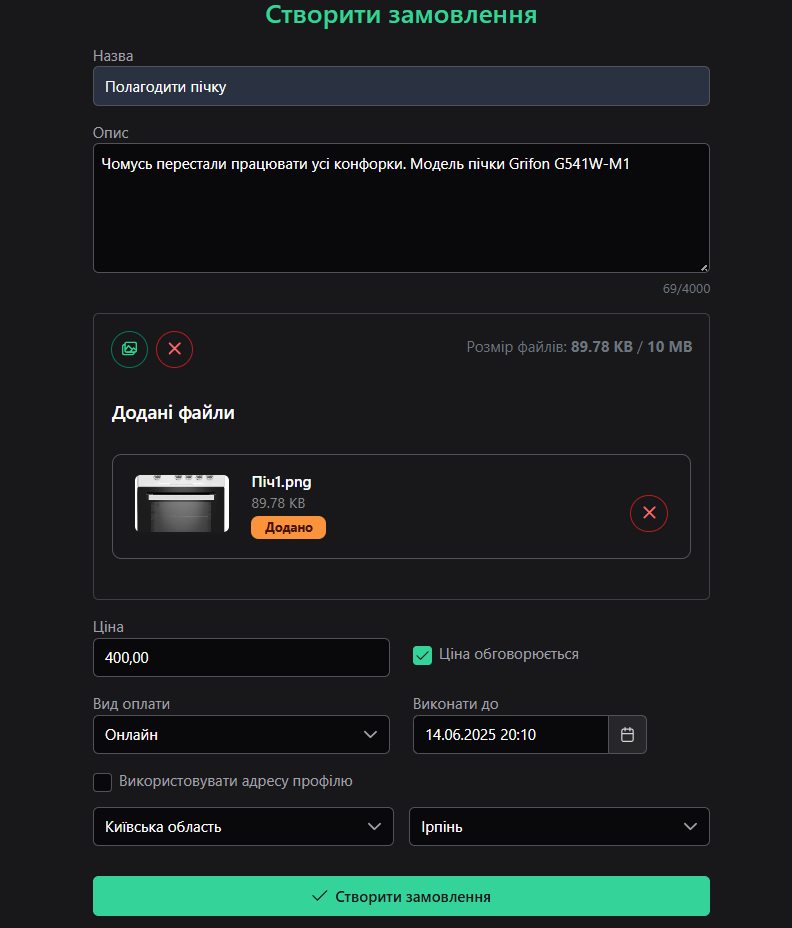 Створити замовлення
Назва
Полагодити пічку
Опис
Чомусь перестали працювати усі конфорки. Модель пічки Grifon G541W-M1
69/4000
Розмір файлів: 89.78 KB / 10 MB
Додані файли
Піч1.png
89.78 KB
Додано
Ціна
400,00
Ціна обговорюється
Вид оплати
Виконати до
Онлайн
14.06.2025 20:10
Використовувати адресу профілю
Київська область
Ірпінь
Створити замовлення